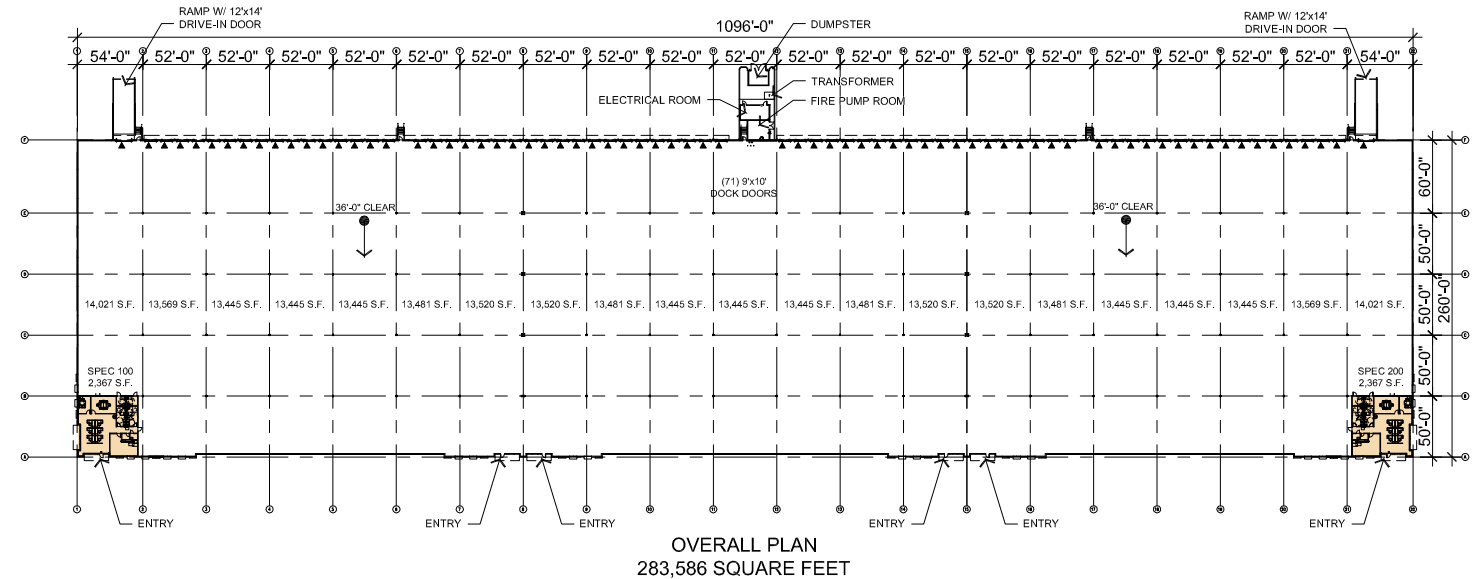 RAMP W/ 12'x14'
DRIVE-IN DOOR
1096'-0"
DUMPSTER
RAMP W/ 12'x14'
DRIVE-IN DOOR
54'-0" 52'-0" 52'-0" 52'-0" 52'-0" 52'-0" 52'-0" 52'-0" 52'-0" 52'-0" 52'-0" 52'-0" 52'-0" 52'-0" 52'-0" 52'-0" 52'-0" 52'-0" 52'-0" 52'-0" 54'-0"
TRANSFORMER
ELECTRICAL ROOM
FIRE PUMP ROOM
60'-0"
(71) 9'x10'
DOCK DOORS
36'-0" CLEAR
36'-0" CLEAR
50'-0"
14,021 S.F. 13,569 S.F. 13,445 S.F. 13,445 S.F. 13,445 S.F. 13,481 S.F. 13,520 S.F. 13,520 S.F. 13,481 S.F. 13,445 S.F. 13,445 S.F. 13,445 S.F. 13,481 S.F. 13,520 S.F. 13,520 S.F. 13,481 S.F. 13,445 S.F. 13,445 S.F. 13,445 S.F. 13,569 S.F. 14,021 S.F.
50'-0"
260'-0"
50'-0"
SPEC 100
2,367 S.F.
SPEC 200
2,367 S.F.
50'-0"
ENTRY
ENTRY
ENTRY
ENTRY
ENTRY
ENTRY
OVERALL PLAN
283,586 SQUARE FEET